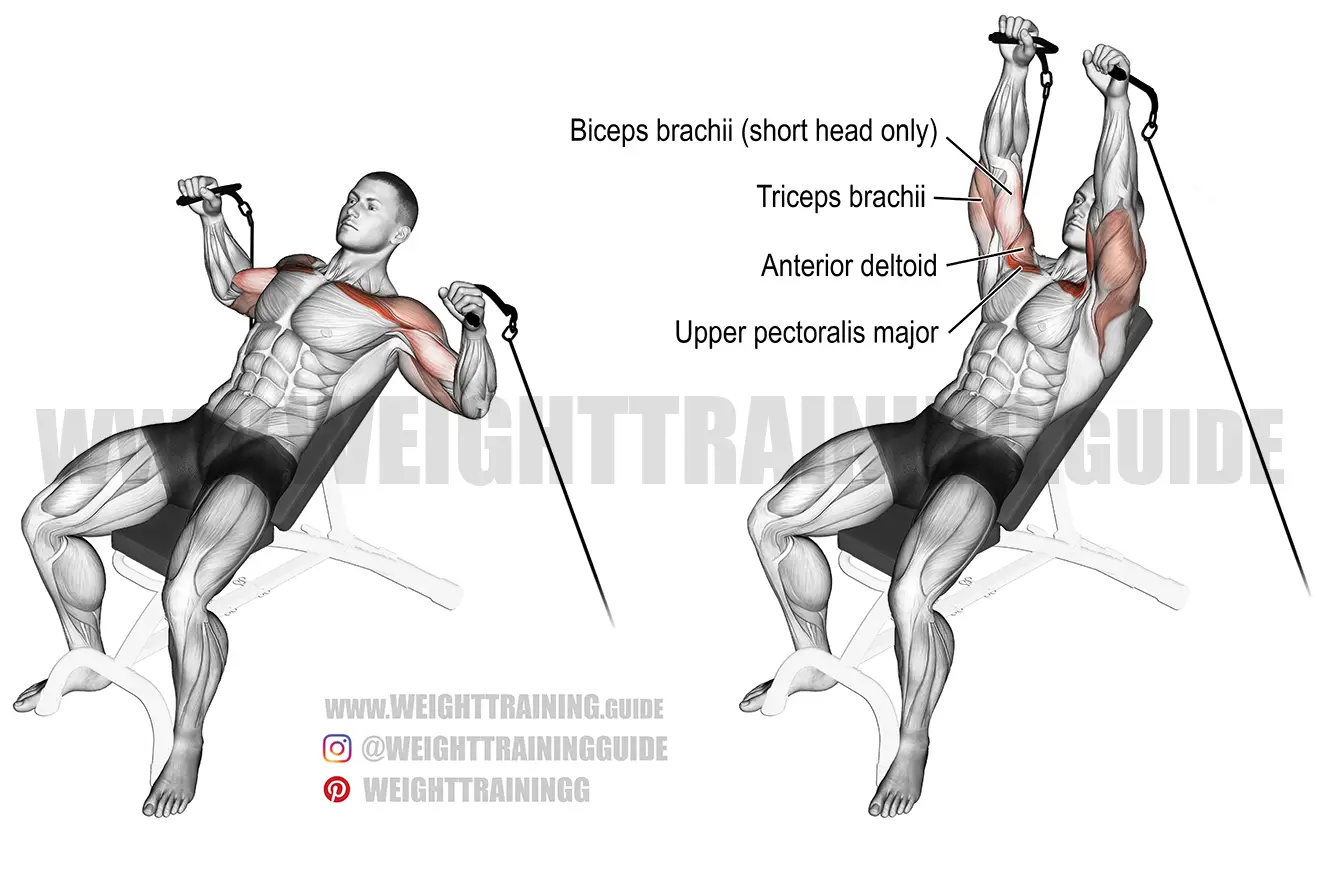 Biceps brachii (short head only)
Triceps brachii
Anterior deltoid
Upper pectoralis major
WWW.WEIGHTTRAINING.GUIDE
www.WEIGHTTRAINING.GUIDE
@WEIGHTTRAININGGUIDE
WEIGHTTRAININGG